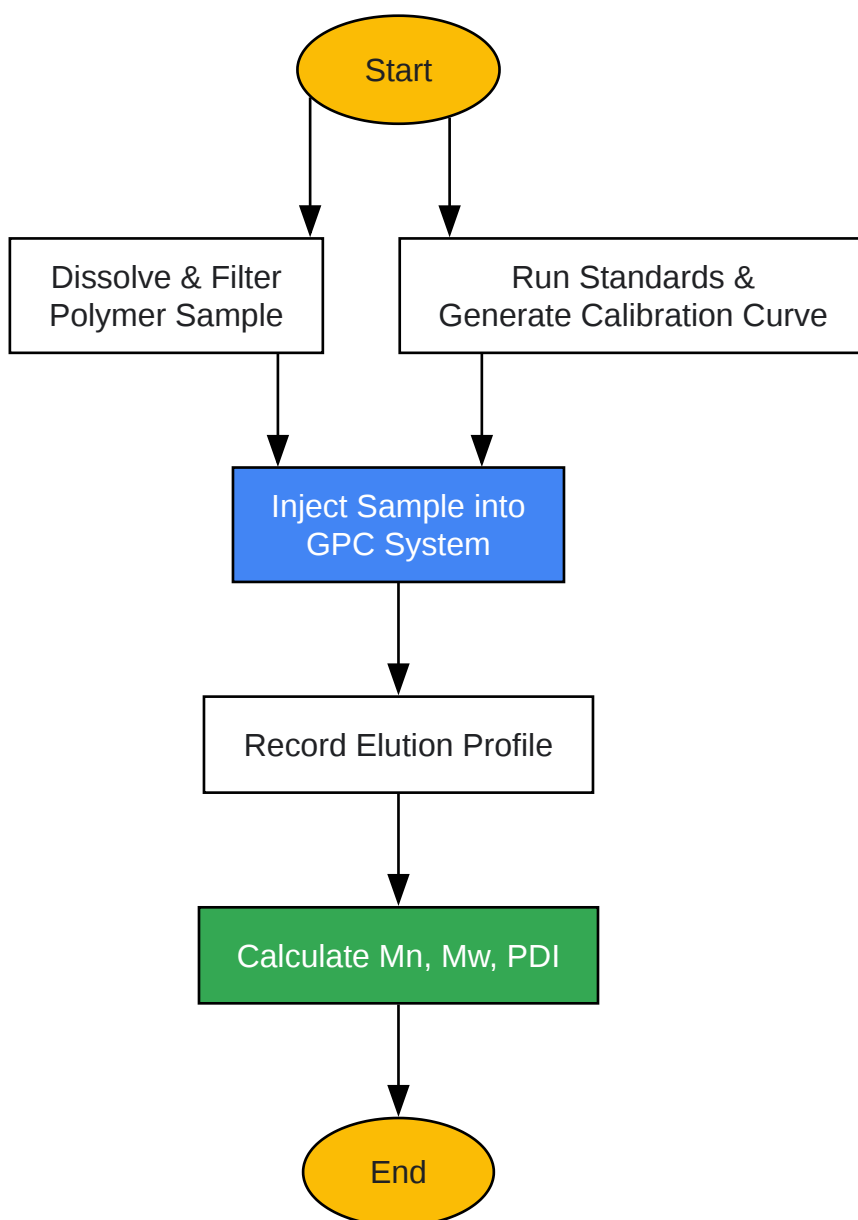 Start
Dissolve & Filter
Polymer Sample
Run Standards &
Generate Calibration Curve
Inject Sample into
GPC System
Record Elution Profile
Calculate Mn, Mw, PDI
End